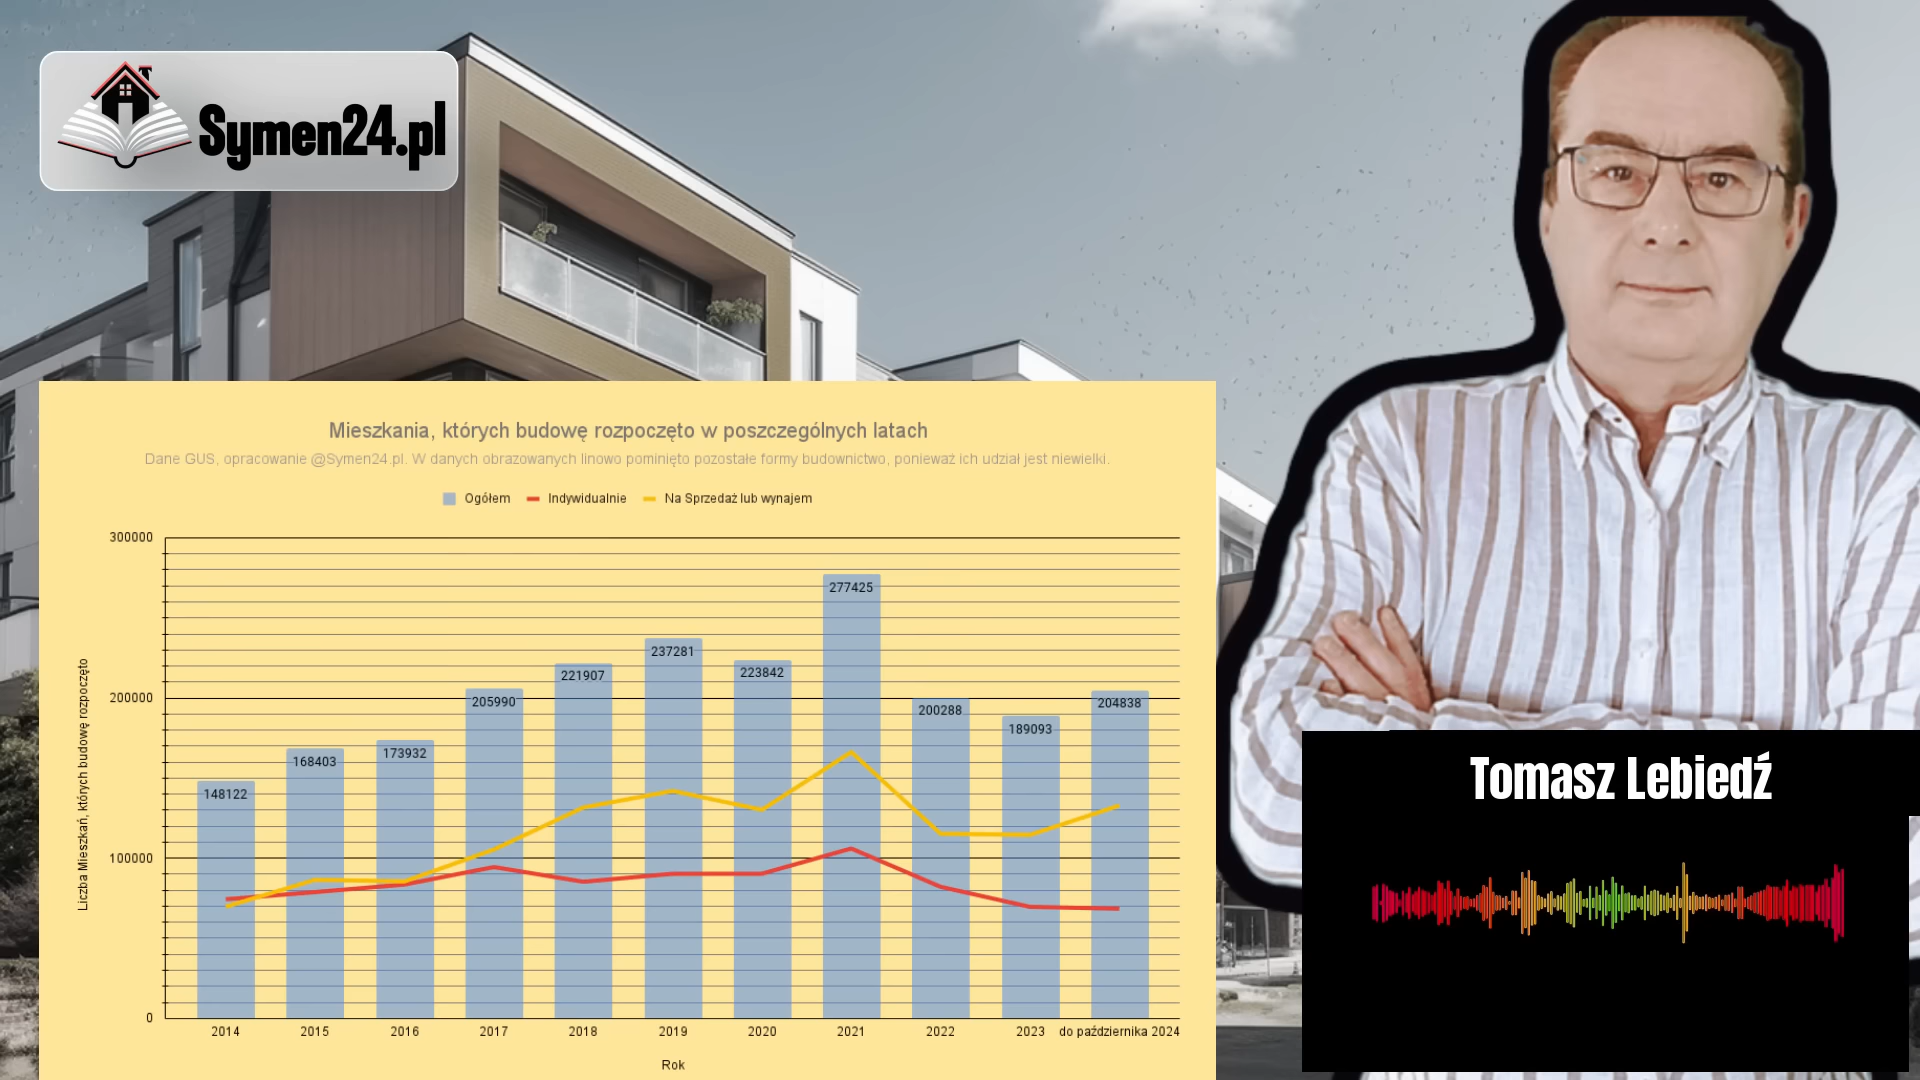 Symen24.pl
Mieszkania, których budowę rozpoczęto w poszczególnych latach
Dane GUS, opracowanie @Symen24.pl. W danych obrazowanych linowo pominięto pozostałe formy budownictwo, ponieważ ich udział jest niewielki.
Ogółem Indywidualnie Na Sprzedaż lub wynajem
Liczba Mieszkań, których budowę rozpoczęto
300000
200000
100000
0
148122
168403
173932
205990
221907
237281
223842
277425
200288
189093
204838
2014 2015 2016 2017 2018 2019 2020 2021 2022 2023 do października 2024
Rok
Tomasz Lebiedź